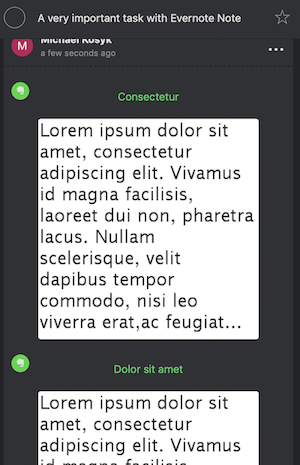 A very important task with Evernote Note
Michael Kosyk
M
a few seconds ago
Consectetur
Lorem ipsum dolor sit
amet, consectetur
adipiscing elit. Vivamus
id magna facilisis,
laoreet dui non, pharetra
lacus. Nullam
scelerisque, velit
dapibus tempor
commodo, nisi leo
viverra erat,ac feugiat...
Dolor sit amet
Lorem ipsum dolor sit
amet, consectetur
adipiscing elit. Vivamus
id magna facilisis,